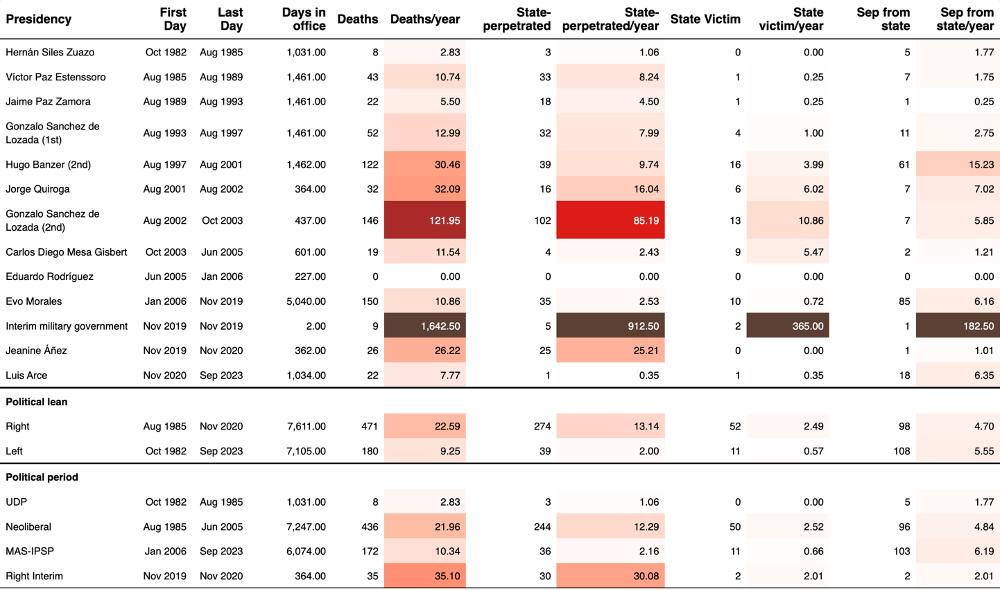 Presidency First Day Last Day Days in office Deaths Deaths/year State-perpetrated State-perpetrated/year State Victim State victim/year Sep from state Sep from state/year
Hernán Siles Zuazo Oct 1982 Aug 1985 1,031.00 8 2.83 3 1.06 0 0.00 5 1.77
Víctor Paz Estenssoro Aug 1985 Aug 1989 1,461.00 43 10.74 33 8.24 1 0.25 7 1.75
Jaime Paz Zamora Aug 1989 Aug 1993 1,461.00 22 5.50 18 4.50 1 0.25 1 0.25
Gonzalo Sanchez de Lozada (1st) Aug 1993 Aug 1997 1,461.00 52 12.99 32 7.99 4 1.00 11 2.75
Hugo Banzer (2nd) Aug 1997 Aug 2001 1,462.00 122 30.46 39 9.74 16 3.99 61 15.23
Jorge Quiroga Aug 2001 Aug 2002 364.00 32 32.09 16 16.04 6 6.02 7 7.02
Gonzalo Sanchez de Lozada (2nd) Aug 2002 Oct 2003 437.00 146 121.95 102 85.19 13 10.86 7 5.85
Carlos Diego Mesa Gisbert Oct 2003 Jun 2005 601.00 19 11.54 4 2.43 9 5.47 2 1.21
Eduardo Rodríguez Jun 2005 Jan 2006 227.00 0 0.00 0 0.00 0 0.00 0 0.00
Evo Morales Jan 2006 Nov 2019 5,040.00 150 10.86 35 2.53 10 0.72 85 6.16
Interim military government Nov 2019 Nov 2019 2.00 9 1,642.50 5 912.50 2 365.00 1 182.50
Jeanine Áñez Nov 2019 Nov 2020 362.00 26 26.22 25 25.21 0 0.00 1 1.01
Luis Arce Nov 2020 Sep 2023 1,034.00 22 7.77 1 0.35 1 0.35 18 6.35
Political lean
Right Aug 1985 Nov 2020 7,611.00 471 22.59 274 13.14 52 2.49 98 4.70
Left Oct 1982 Sep 2023 7,105.00 180 9.25 39 2.00 11 0.57 108 5.55
Political period
UDP Oct 1982 Aug 1985 1,031.00 8 2.83 3 1.06 0 0.00 5 1.77
Neoliberal Aug 1985 Jun 2005 7,247.00 436 21.96 244 12.29 50 2.52 96 4.84
MAS-IPSP Jan 2006 Sep 2023 6,074.00 172 10.34 36 2.16 11 0.66 103 6.19
Right Interim Nov 2019 Nov 2020 364.00 35 35.10 30 30.08 2 2.01 2 2.01